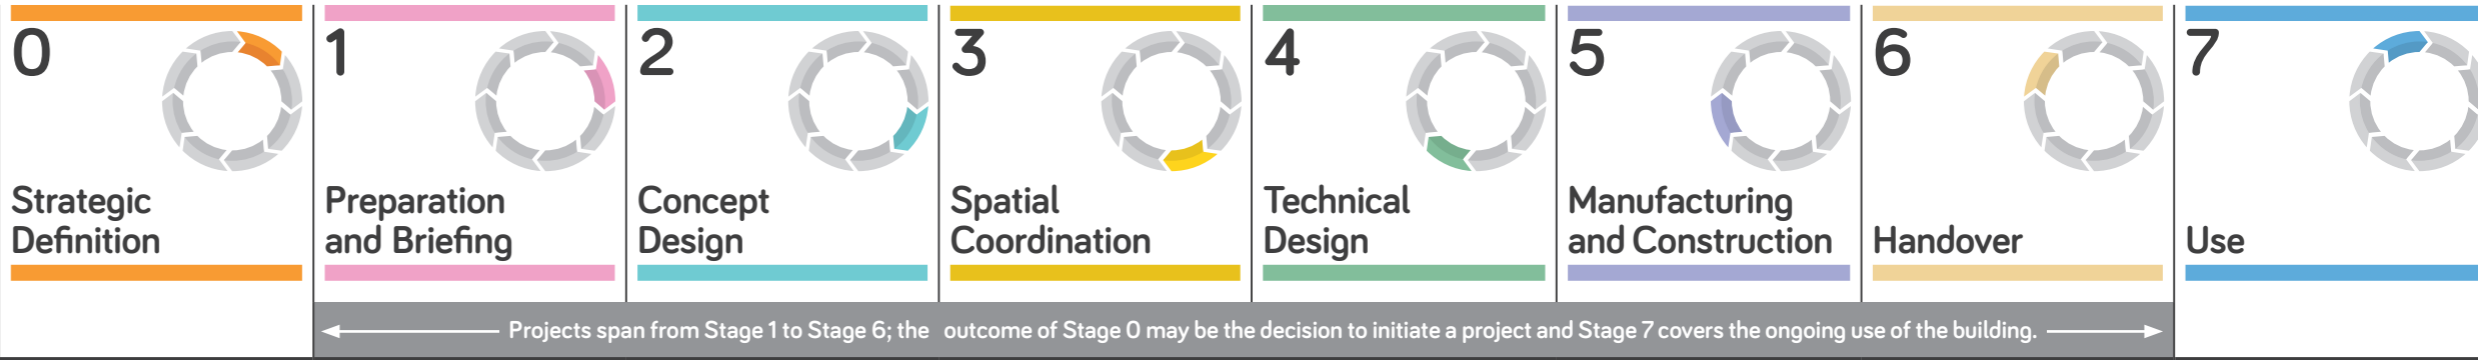 0
Strategic
Definition
1
Preparation
and Briefing
2
Concept
Design
3
Spatial
Coordination
4
Technical
Design
5
Manufacturing
and Construction
6
Handover
7
Use
Projects span from Stage 1 to Stage 6; the outcome of Stage 0 may be the decision to initiate a project and Stage 7 covers the ongoing use of the building.